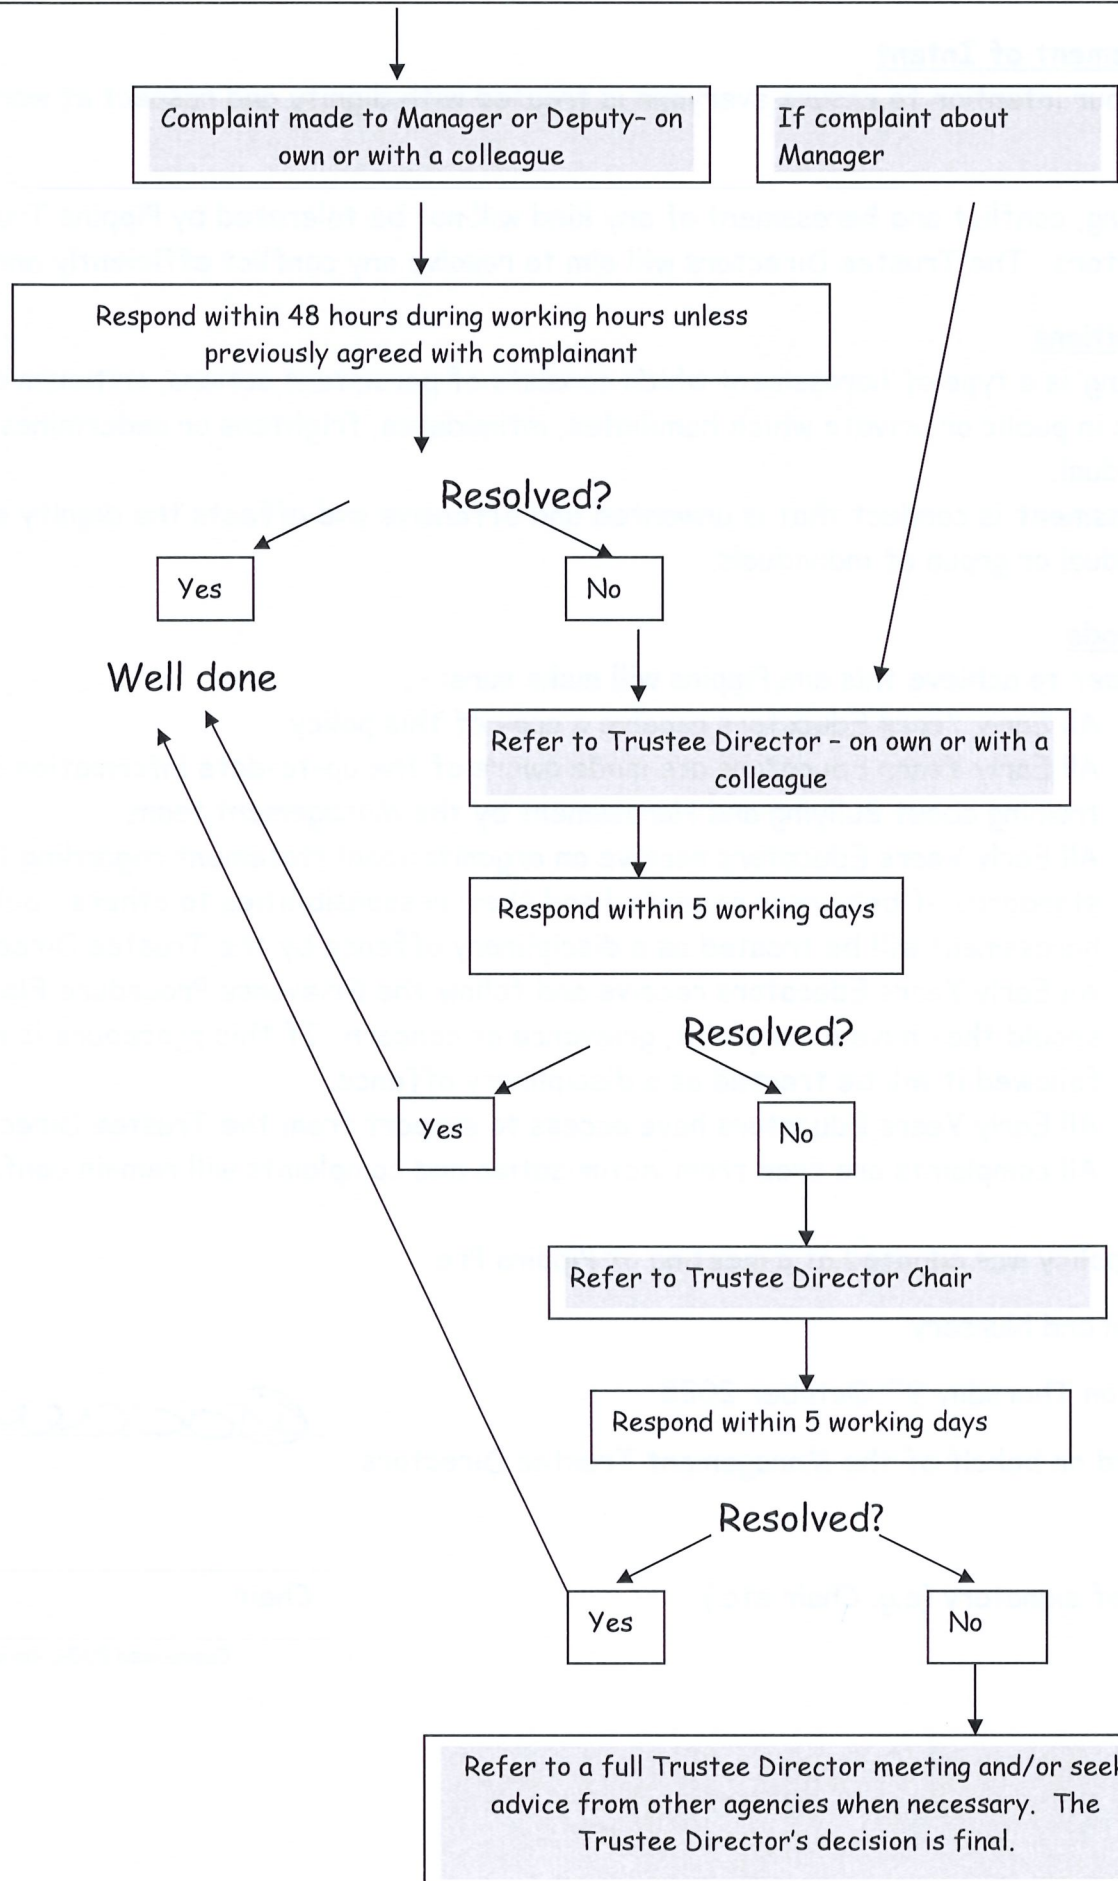 Complaint made to Manager or Deputy– on
own or with a colleague
If complaint about
Manager
Respond within 48 hours during working hours unless
previously agreed with complainant
Resolved?
Yes
No
Well done
Refer to Trustee Director – on own or with a
colleague
Respond within 5 working days
Resolved?
Yes
No
Refer to Trustee Director Chair
Respond within 5 working days
Resolved?
Yes
No
Refer to a full Trustee Director meeting and/or seek
advice from other agencies when necessary. The
Trustee Director's decision is final.